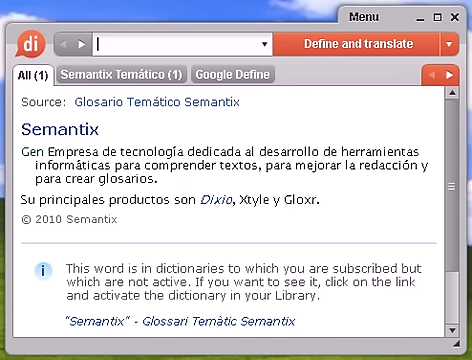 Menu
di
Define and translate
All (1) Semantix Temático (1) Google Define
Source: Glosario Temático Semantix
Semantix
Gen Empresa de tecnología dedicada al desarrollo de herramientas
informáticas para comprender textos, para mejorar la redacción y
para crear glosarios.
Su principales productos son Dixio, Xtyle y Gloxr.
© 2010 Semantix
i
This word is in dictionaries to which you are subscribed but
which are not active. If you want to see it, click on the link
and activate the dictionary in your Library.
"Semantix" - Glossari Temàtic Semantix